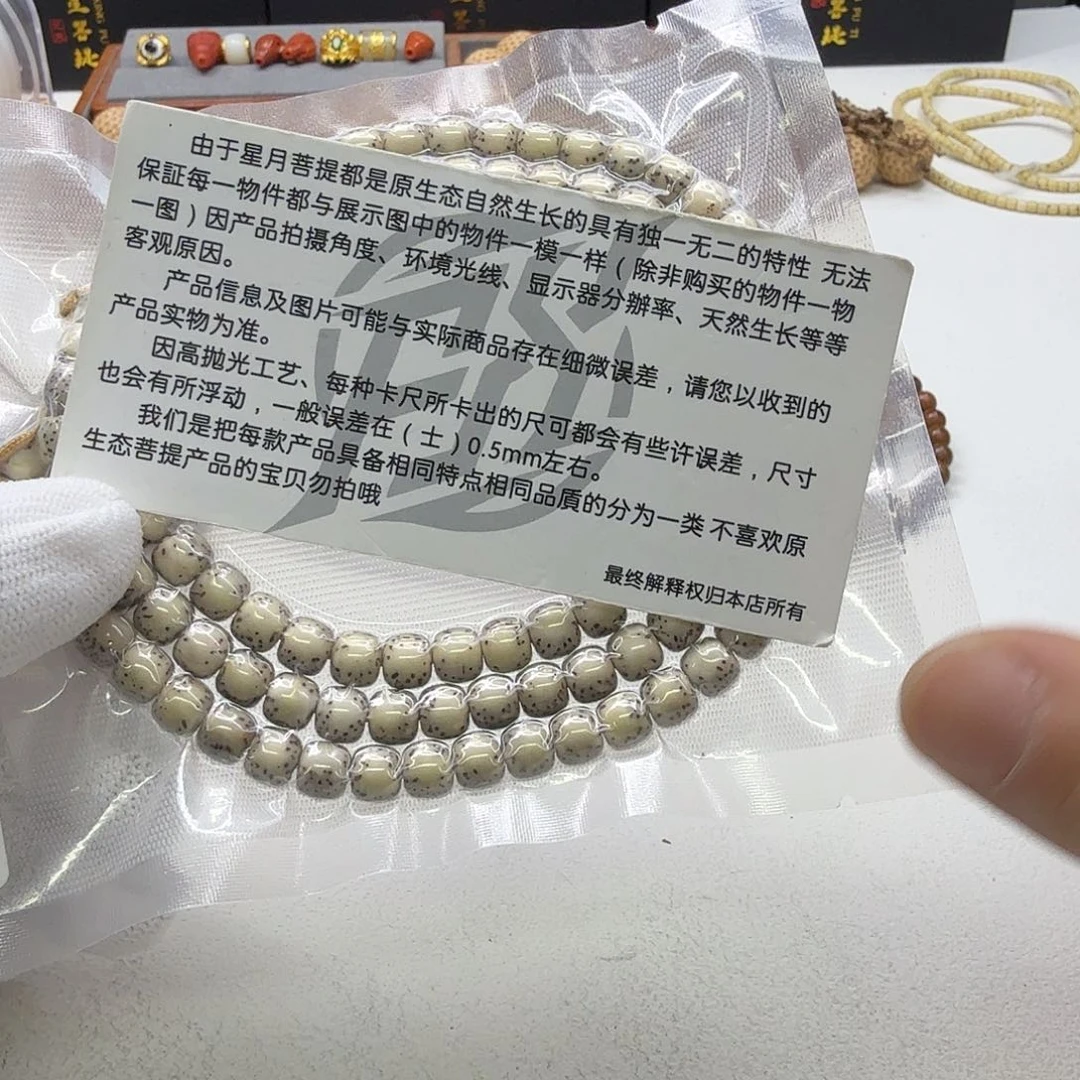 由于星月菩提都是原生态自然生长的具有独一无二的特性 无法
保証每一物件都与展示图中的物件一模一样（除非购买的物件一物
一图）因产品拍摄角度、环境光线、显示器分辦率、天然生长等等
客观原因。
产品信息及图片可能与实际商品存在细微误差，请您以收到的
产品实物为准。
因高抛光工艺、每种卡尺所卡出的尺可都会有些许误差，尺寸
也会有所浮动，一般误差在（士）0.5mm左右。
我们是把每款产品具备相同特点相同品質的分为一类 不喜欢原
生态菩提产品的宝贝勿拍哦
最终解释权归本店所有